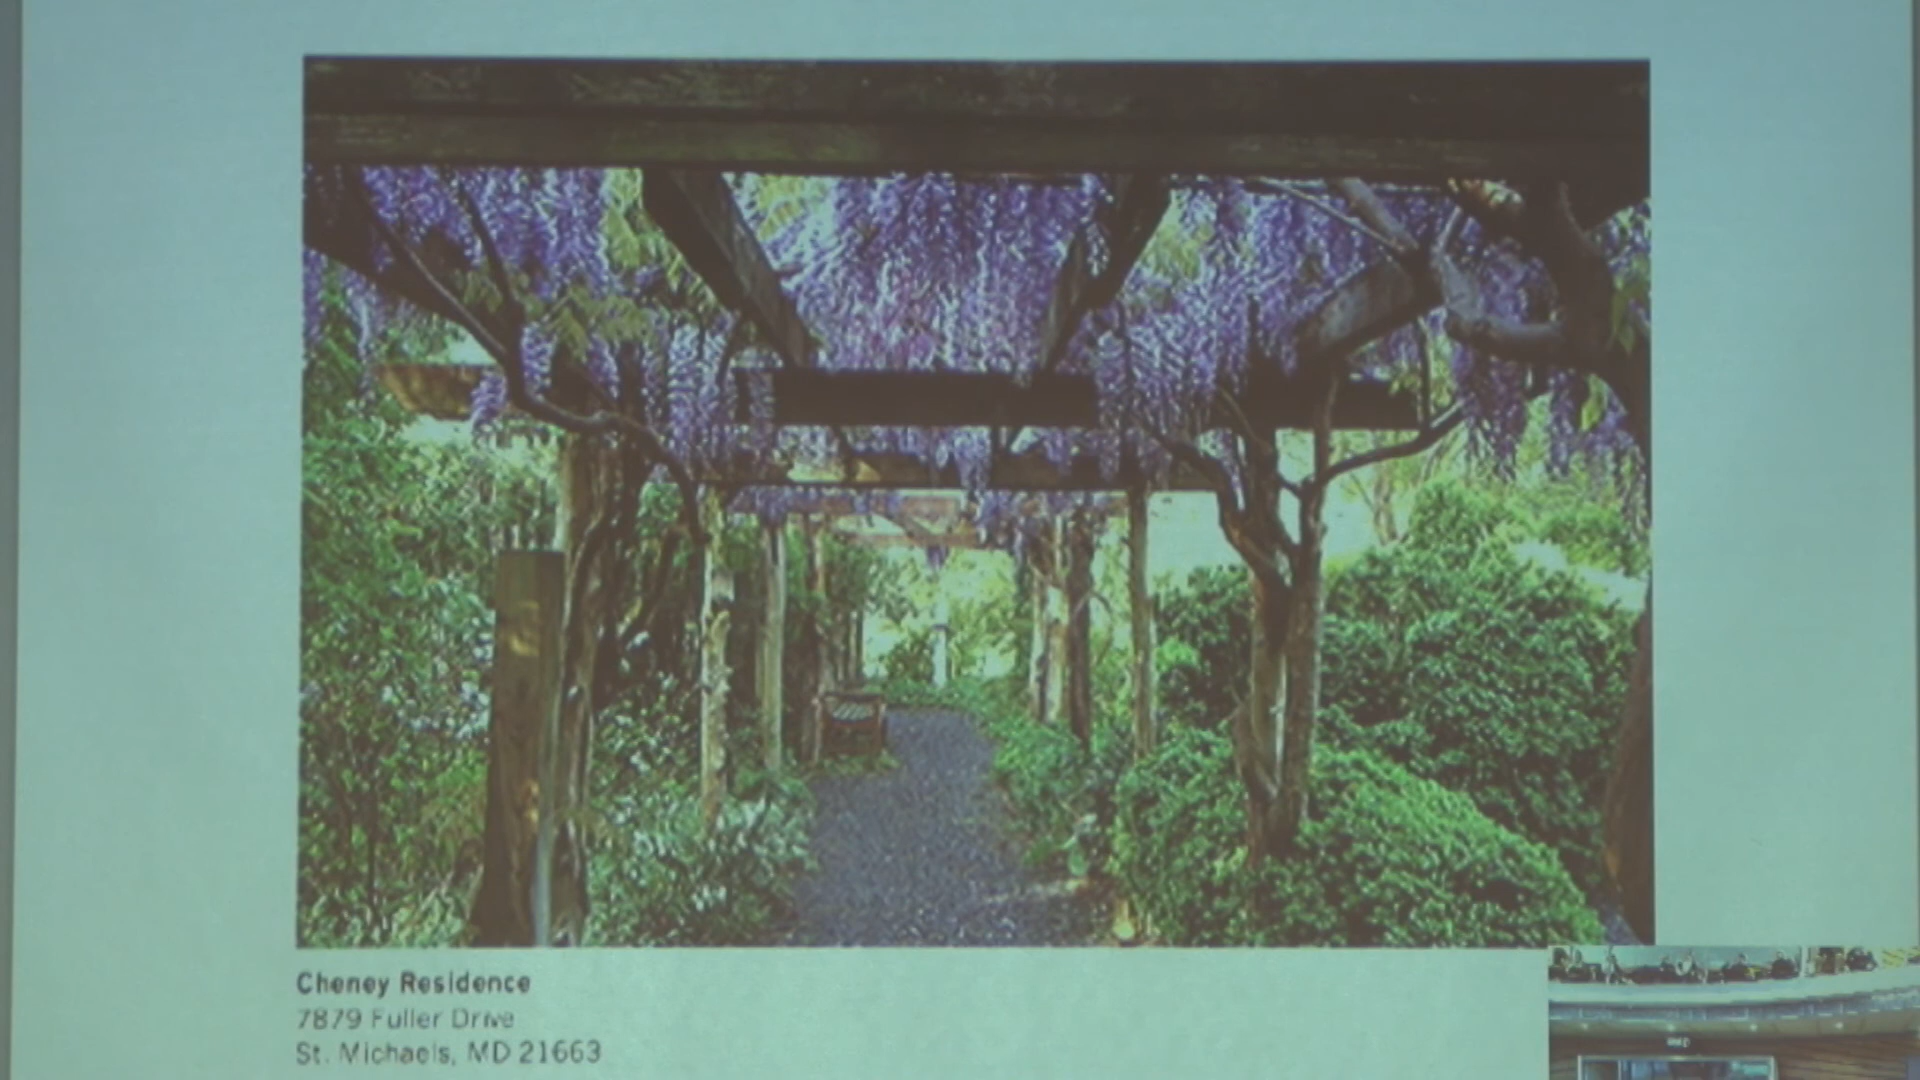 Cheney Residence
7879 Fuller Drive
St. Michaels, MD 21663